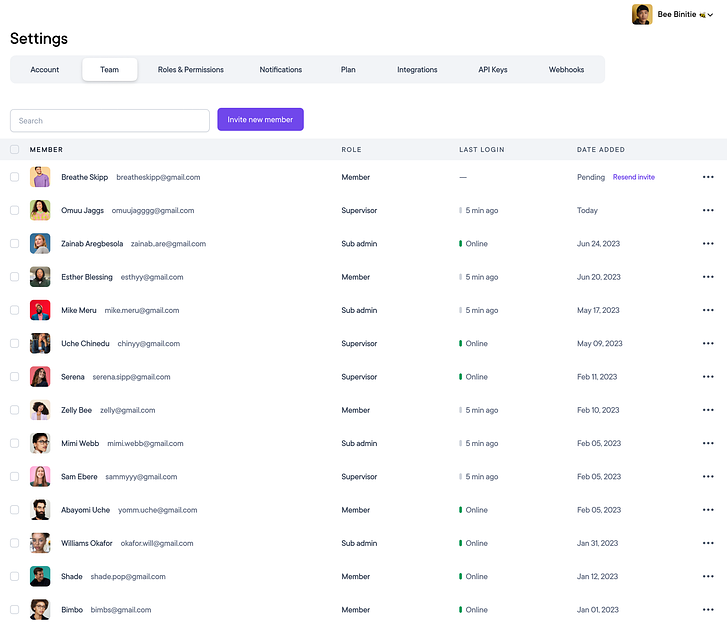 Bee Binitie
Settings
Account Team Roles & Permissions Notifications Plan Integrations API Keys Webhooks
Search Invite new member
MEMBER ROLE LAST LOGIN DATE ADDED
Breathe Skipp breatheskipp@gmail.com Member — Pending Resend invite
Omuu Jaggs omuujagggg@gmail.com Supervisor 5 min ago Today
Zainab Aregbesola zainab.are@gmail.com Sub admin Online Jun 24, 2023
Esther Blessing esthyy@gmail.com Member 5 min ago Jun 20, 2023
Mike Meru mike.meru@gmail.com Sub admin 5 min ago May 17, 2023
Uche Chinedu chinyy@gmail.com Supervisor Online May 09, 2023
Serena serena.sipp@gmail.com Supervisor Online Feb 11, 2023
Zelly Bee zelly@gmail.com Member 5 min ago Feb 10, 2023
Mimi Webb mimi.webb@gmail.com Sub admin 5 min ago Feb 05, 2023
Sam Ebere sammyyy@gmail.com Supervisor 5 min ago Feb 05, 2023
Abayomi Uche yomm.uche@gmail.com Member Online Feb 05, 2023
Williams Okafor okafor.will@gmail.com Sub admin Online Jan 31, 2023
Shade shade.pop@gmail.com Member Online Jan 12, 2023
Bimbo bimbs@gmail.com Member Online Jan 01, 2023